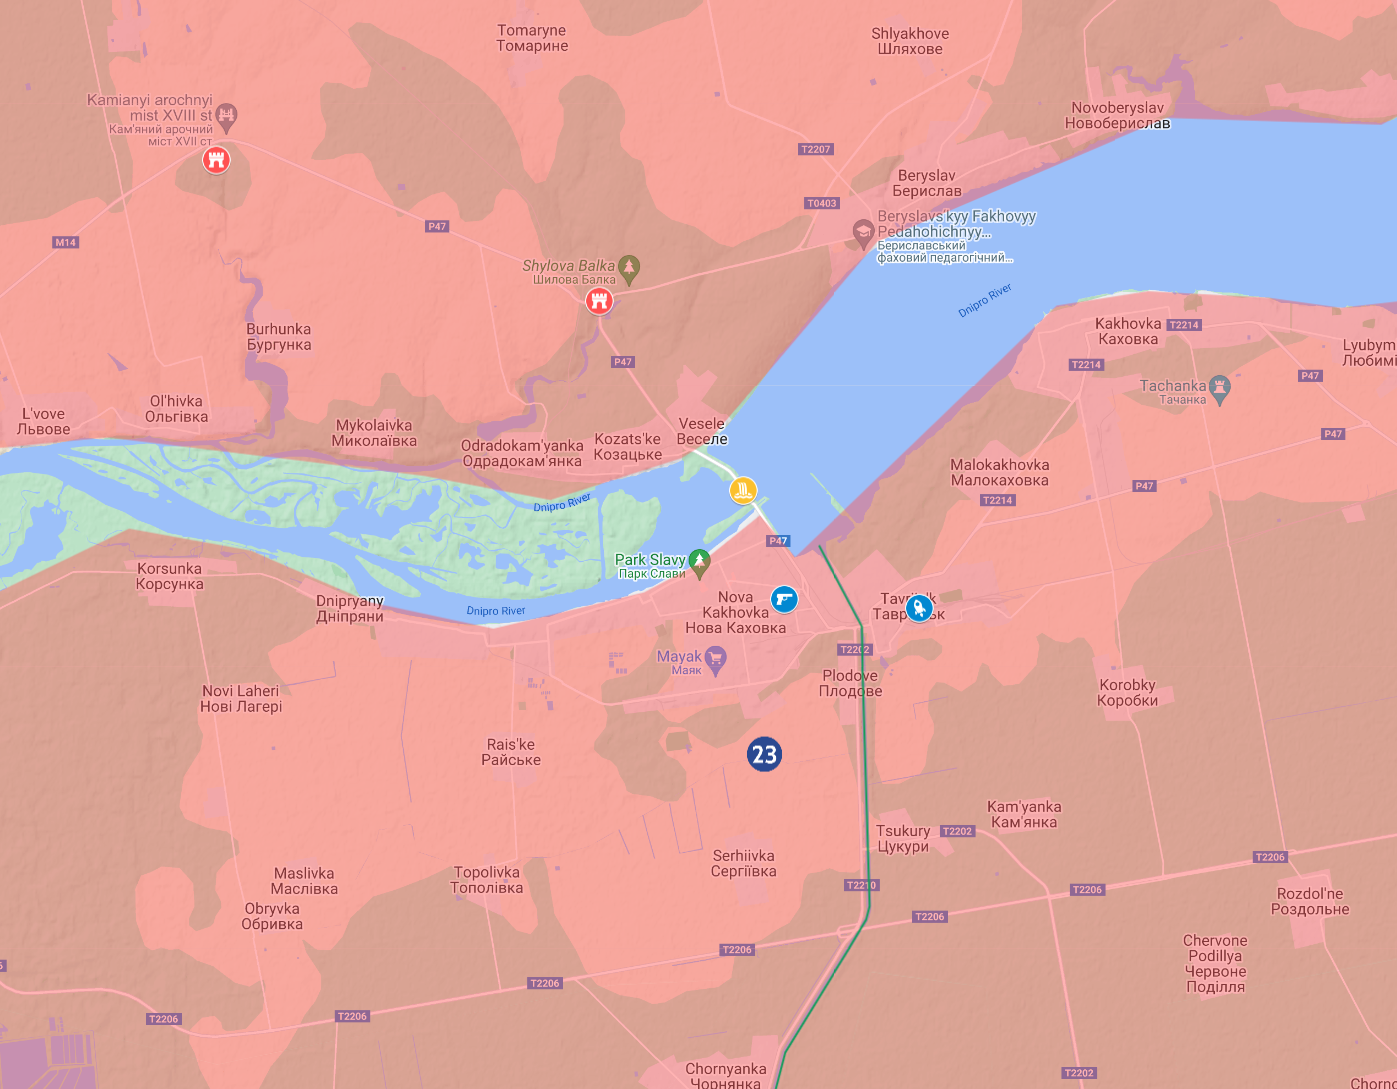 Tomaryne
Томарине
Shlyakhove
Шляхове
Kamianyi arochnyi
mist XVIII st
Кам'яний арочний
міст XVII ст
Novoberyslav
Новоберислав
T2207
Beryslav
Берислав
T0403
Beryslavs'kyy Fakhovyy
Pedahohichnyy...
Бериславський
фаховий педагогічний...
P47
M14
Shylova Balka
Шилова Балка
Dnipro River
Burhunka
Бургунка
Kakhovka
Каховка
T2214
Lyubym
Любимі
P47
T2214
P47
Tachanka
Тачанка
L'vove
Львове
Ol'hivka
Ольгівка
Mykolaivka
Миколаївка
Odradokam'yanka
Одрадокам'янка
Kozats'ke
Козацьке
Vesele
Веселе
P47
Malokakhovka
Малокаховка
T2214
P47
Dnipro River
P47
Park Slavy
Парк Слави
Korsunka
Корсунка
Dnipryany
Дніпряни
Dnipro River
Nova
Kakhovka
Нова Каховка
T2202
Mayak
Маяк
Plodove
Плодове
Novi Laheri
Нові Лагері
Korobky
Коробки
Rais'ke
Райське
23
Kam'yanka
Кам'янка
Tsukury
Цукури
T2202
Serhiivka
Сергіївка
T2206
Maslivka
Маслівка
Topolivka
Тополівка
T2210
T2206
Rozdol'ne
Роздольне
Obryvka
Обривка
T2206
T2206
Chervone
Podillya
Червоне
Поділля
T2206
T2206
T2206
Chornyanka
Чорнянка
T2202